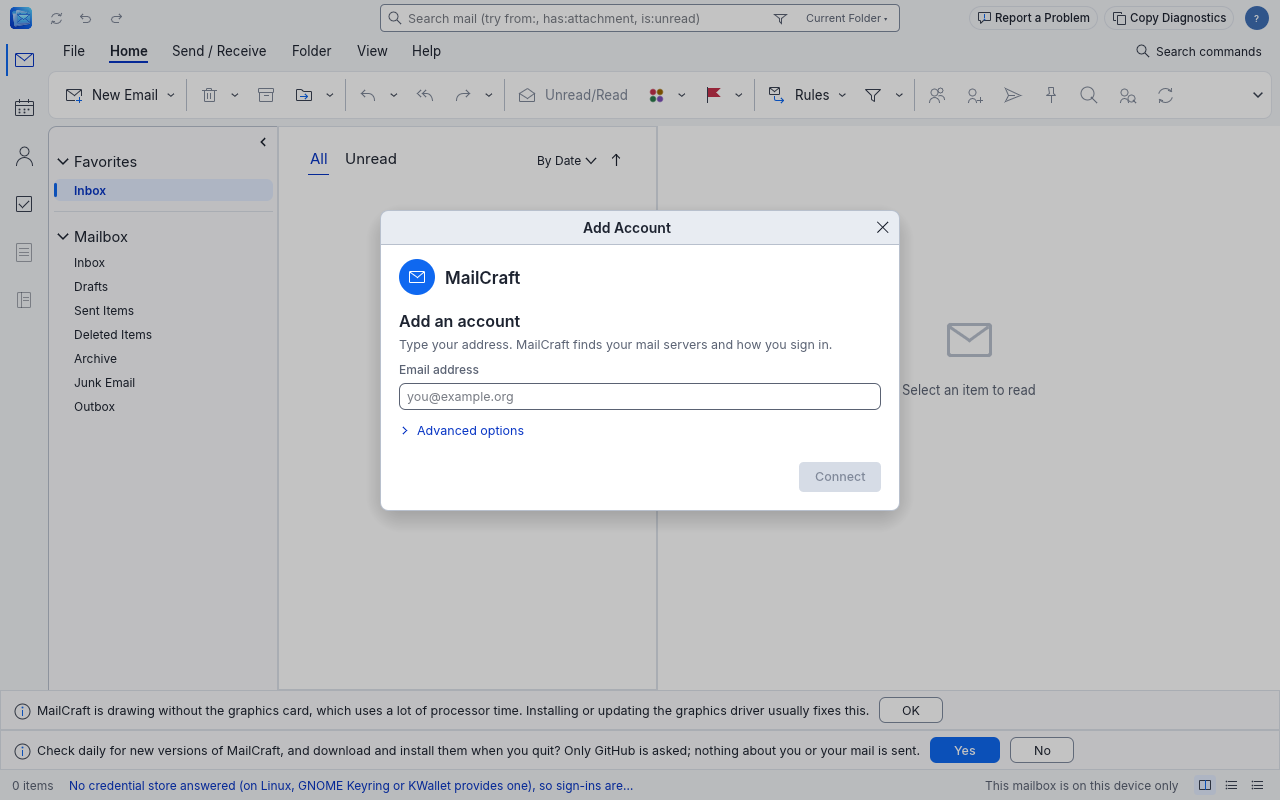 Search mail (try from:, has:attachment, is:unread)
Current Folder
Report a Problem
Copy Diagnostics
?
File
Home
Send / Receive
Folder
View
Help
Search commands
New Email
Unread/Read
Rules
Favorites
Inbox
Mailbox
Inbox
Drafts
Sent Items
Deleted Items
Archive
Junk Email
Outbox
All
Unread
By Date
Add Account
MailCraft
Add an account
Type your address. MailCraft finds your mail servers and how you sign in.
Email address
you@example.org
Advanced options
Connect
Select an item to read
MailCraft is drawing without the graphics card, which uses a lot of processor time. Installing or updating the graphics driver usually fixes this.
OK
Check daily for new versions of MailCraft, and download and install them when you quit? Only GitHub is asked; nothing about you or your mail is sent.
Yes
No
0 items
No credential store answered (on Linux, GNOME Keyring or KWallet provides one), so sign-ins are…
This mailbox is on this device only